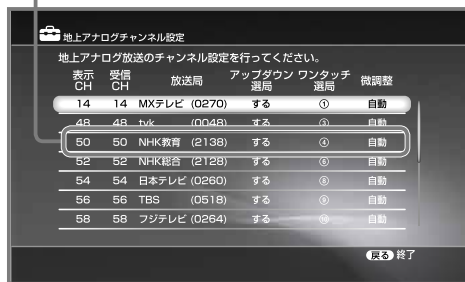 地上アナログチャンネル設定
地上アナログ放送のチャンネル設定を行ってください。
表示CH 受信CH 放送局 アップダウン選局 ワンタッチ選局 微調整
14 14 MXテレビ (0270) する ① 自動
48 48 tvk (0048) する ③ 自動
50 50 NHK教育 (2138) する ④ 自動
52 52 NHK総合 (2128) する ⑥ 自動
54 54 日本テレビ (0260) する ⑧ 自動
56 56 TBS (0518) する ⑨ 自動
58 58 フジテレビ (0264) する ⑩ 自動
戻る 終了